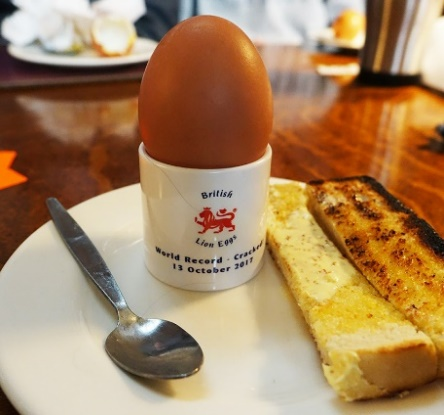 British
Lion Eggs
World Record - Cracked
13 October 2017